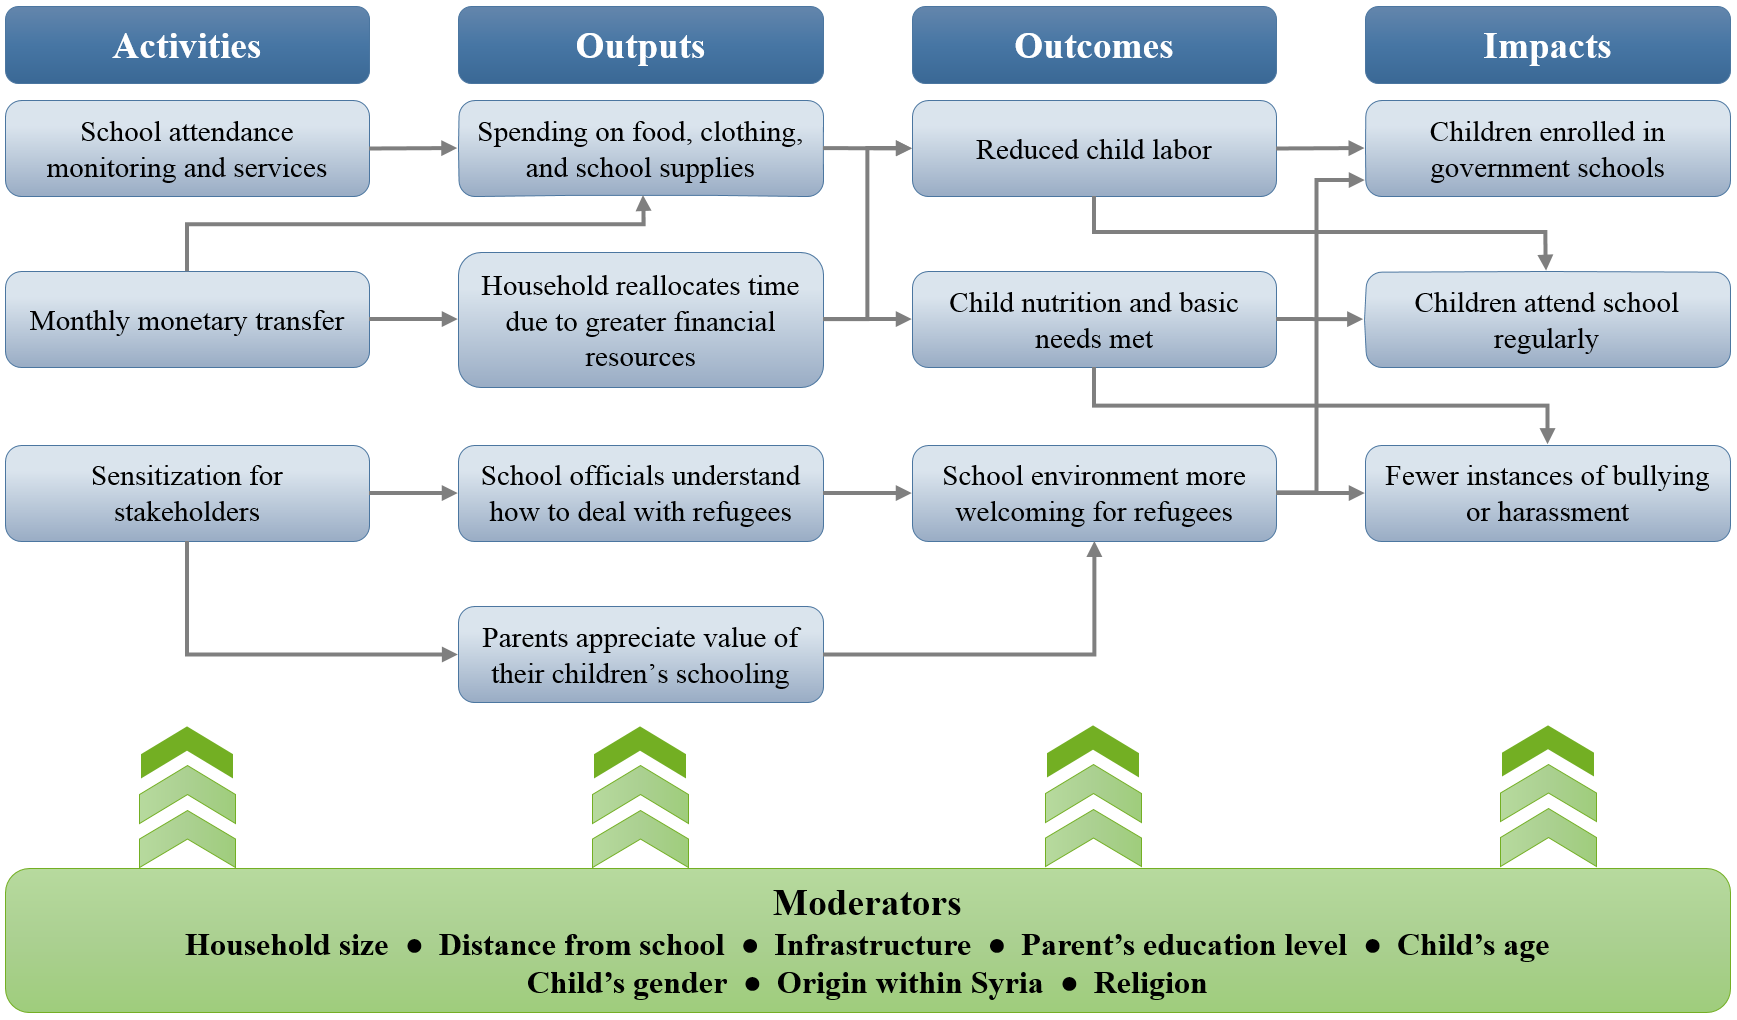 Activities
Outputs
Outcomes
Impacts
School attendance
monitoring and services
Spending on food, clothing,
and school supplies
Reduced child labor
Children enrolled in
government schools
Monthly monetary transfer
Household reallocates time
due to greater financial
resources
Child nutrition and basic
needs met
Children attend school
regularly
Sensitization for
stakeholders
School officials understand
how to deal with refugees
School environment more
welcoming for refugees
Fewer instances of bullying
or harassment
Parents appreciate value of
their children’s schooling
Moderators
Household size ● Distance from school ● Infrastructure ● Parent’s education level ● Child’s age
Child’s gender ● Origin within Syria ● Religion